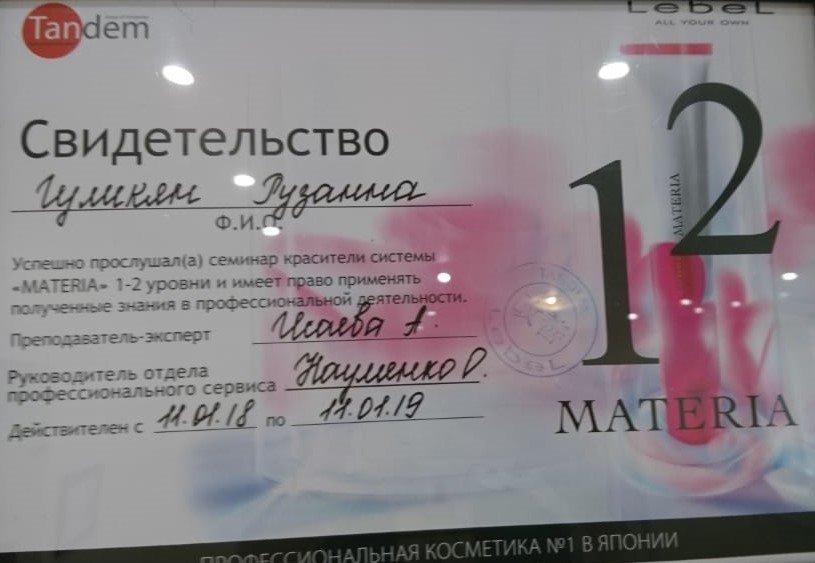 Tandem
LebeL
ALL YOUR OWN
Свидетельство
Гуликян Рузанна
Ф.И.О.
Успешно прослушал(а) семинар красители системы
«MATERIA» 1-2 уровни и имеет право применять
полученные знания в профессиональной деятельности.
Преподаватель-эксперт Исаева А.
Руководитель отдела
профессионального сервиса Науменко О.
Действителен с 11.01.18 по 11.01.19
12
MATERIA
MATERIA
LebeL
ПРОФЕССИОНАЛЬНАЯ КОСМЕТИКА №1 В ЯПОНИИ